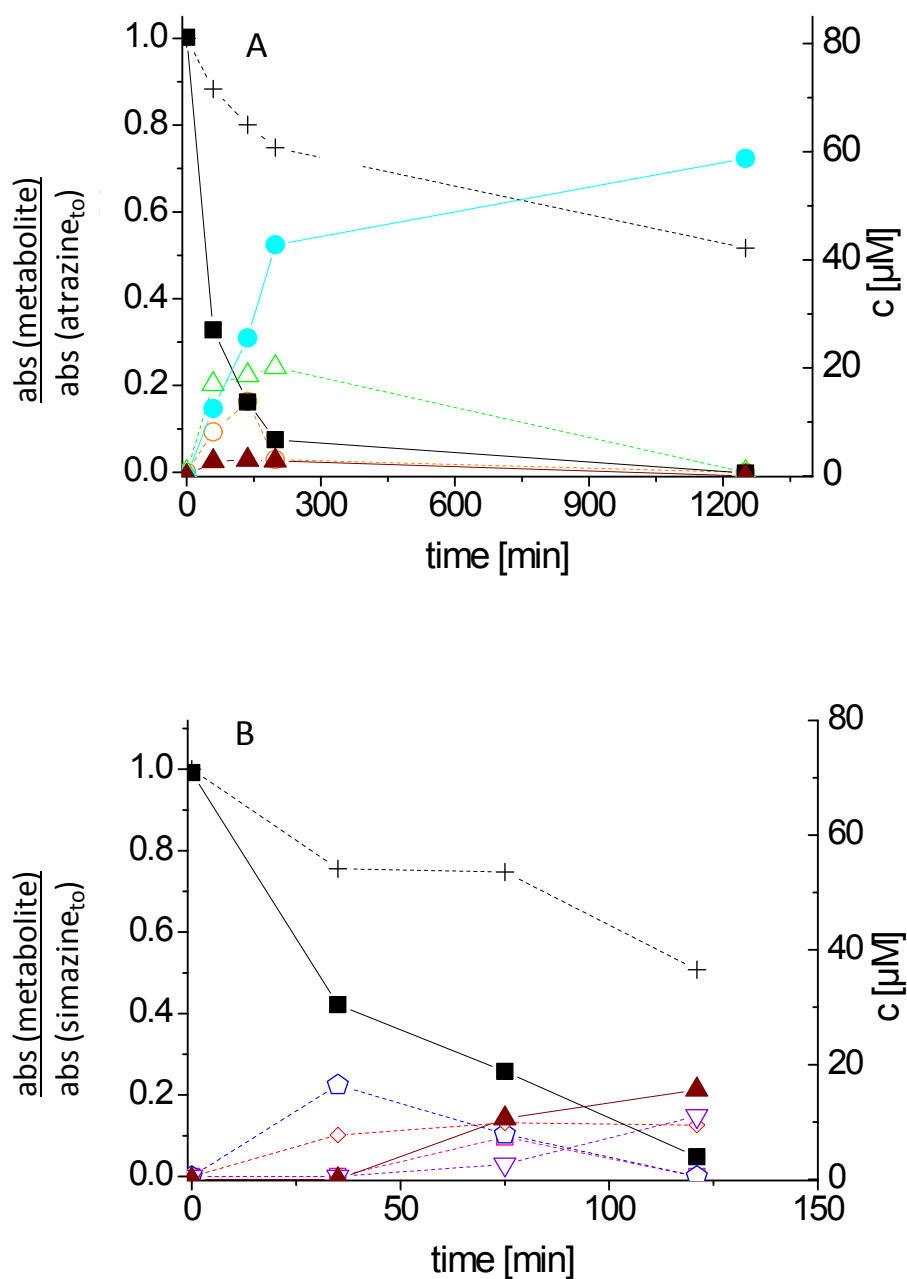 A
1.0
0.8
0.6
0.4
0.2
0.0
80
60
40
20
0
0 300 600 900 1200
abs (metabolite)
abs (atrazineto)
c [µM]
time [min]
B
1.0
0.8
0.6
0.4
0.2
0.0
80
60
40
20
0
0 50 100 150
abs (metabolite)
abs (simazineto)
c [µM]
time [min]